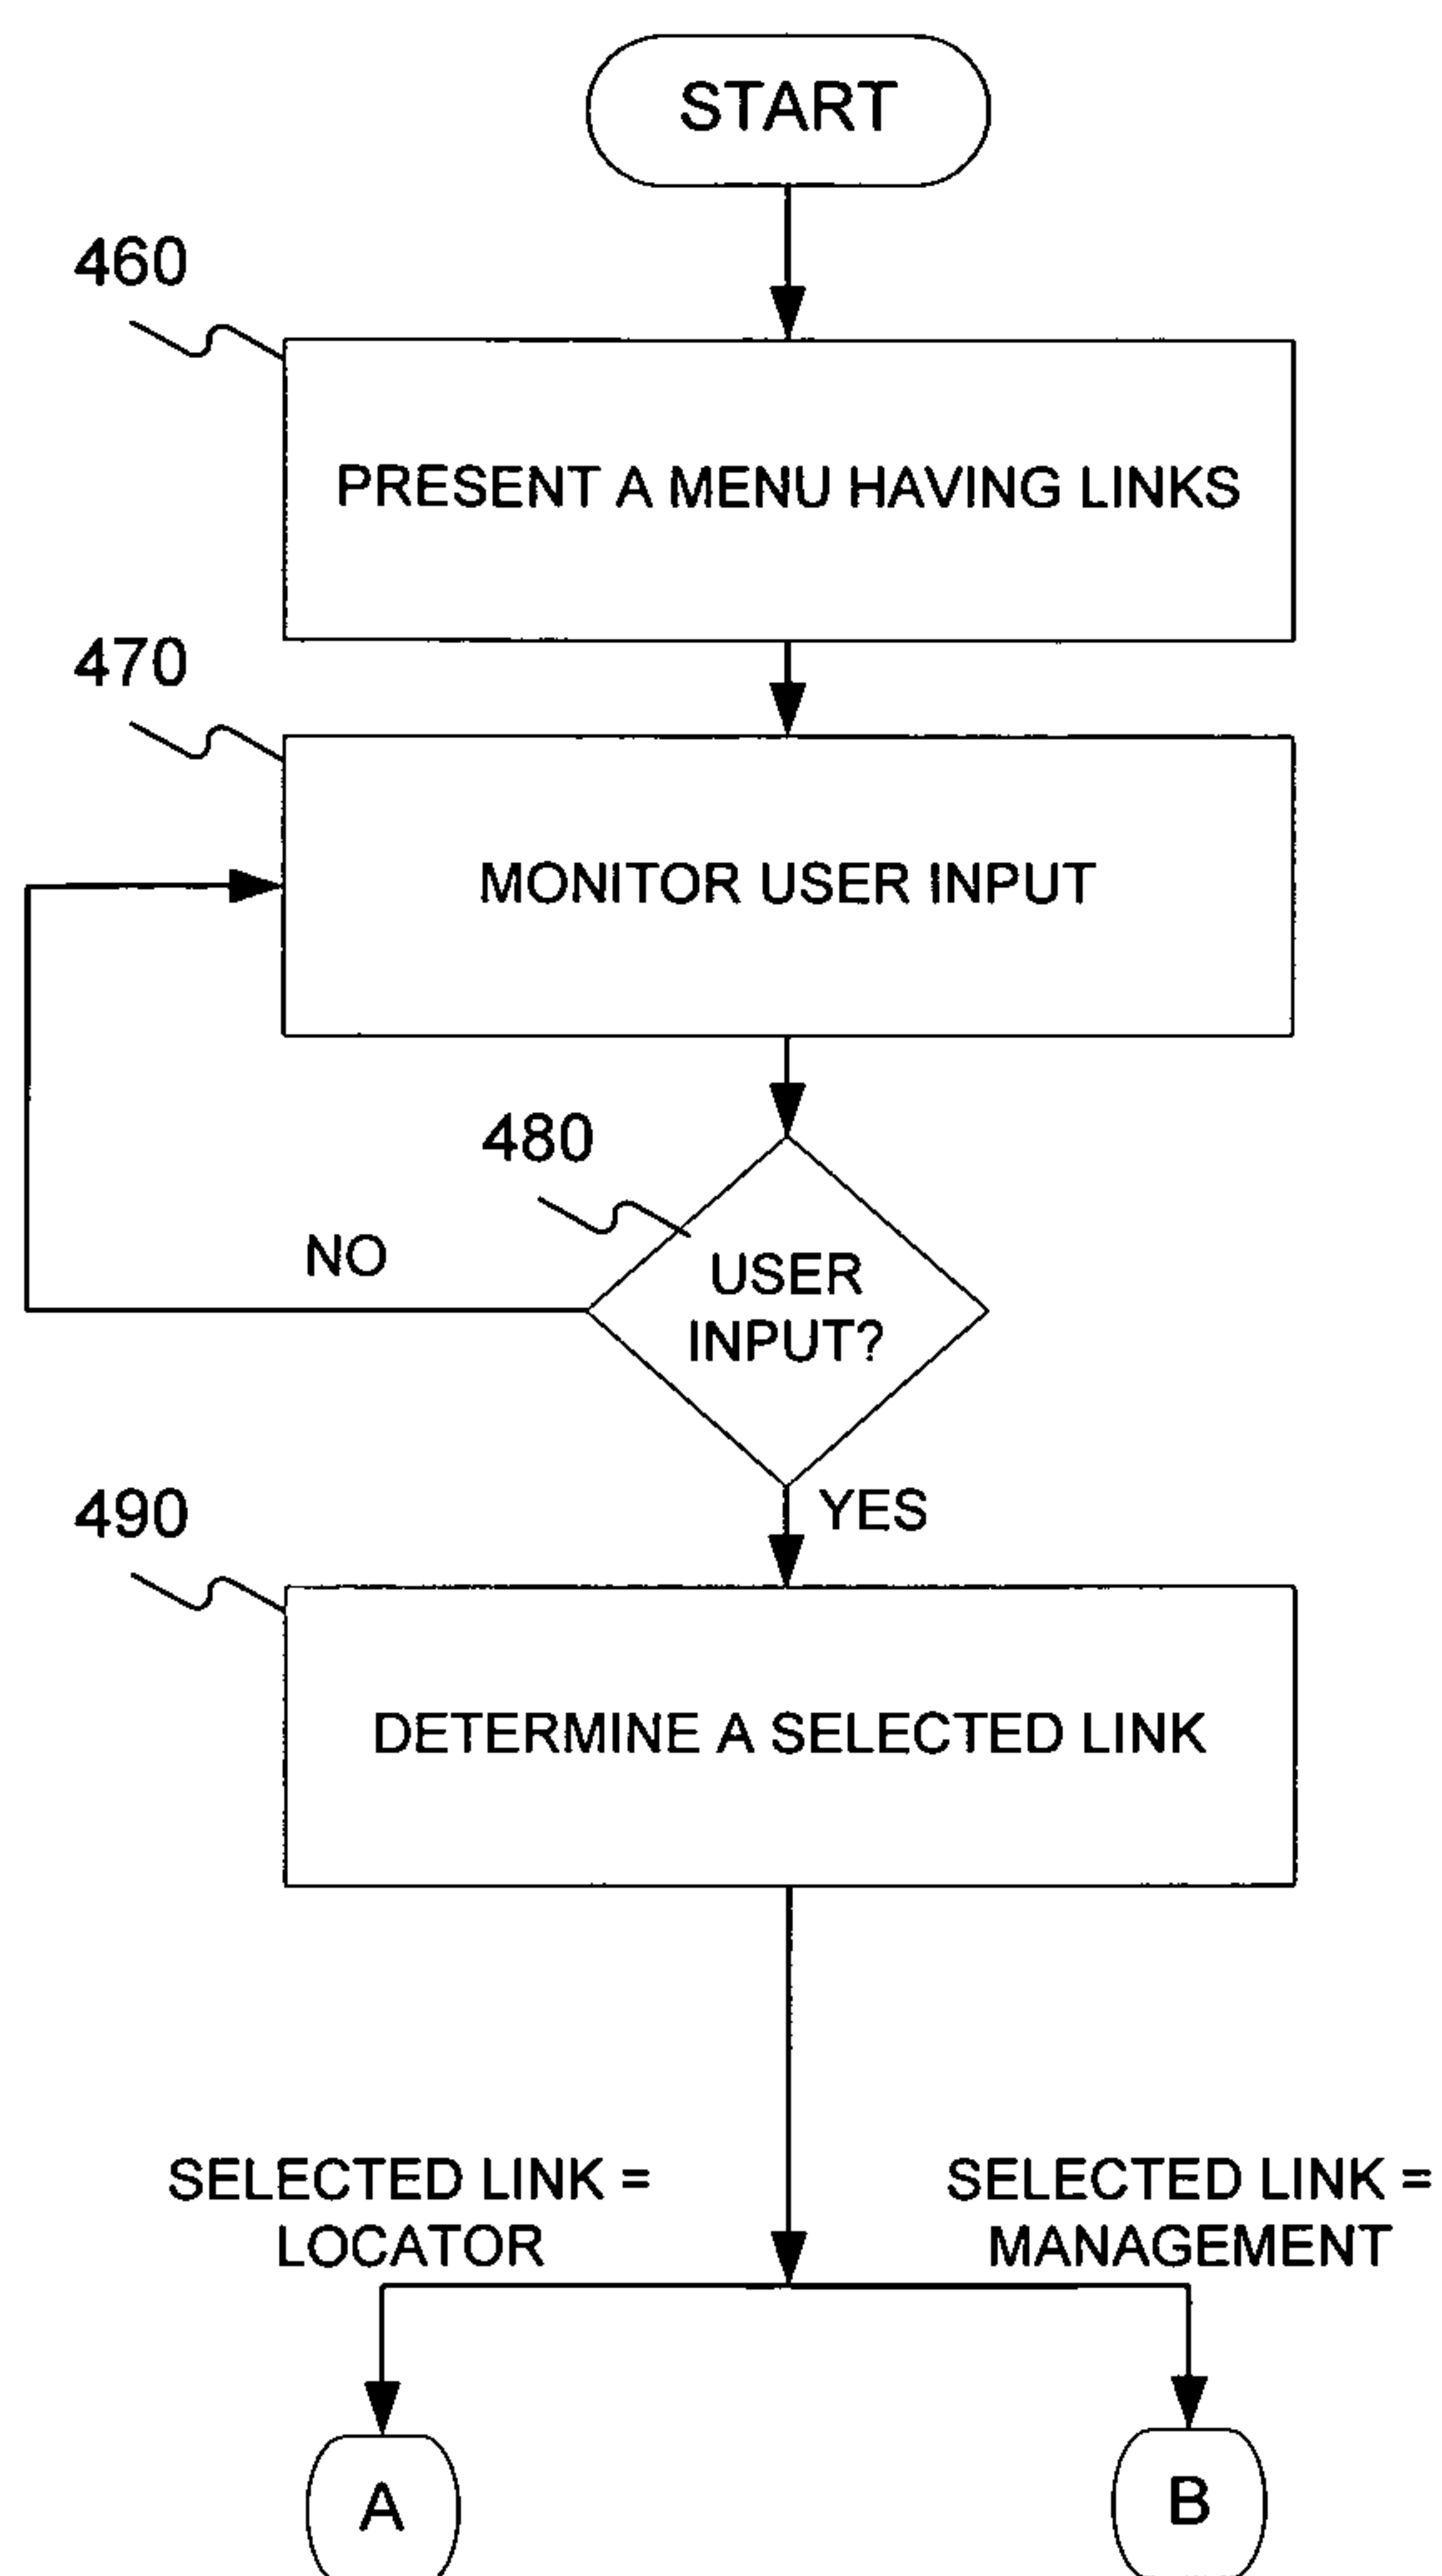 START
460
PRESENT A MENU HAVING LINKS
470
MONITOR USER INPUT
480
NO
USER
INPUT?
YES
490
DETERMINE A SELECTED LINK
SELECTED LINK =
LOCATOR
SELECTED LINK =
MANAGEMENT
A
B